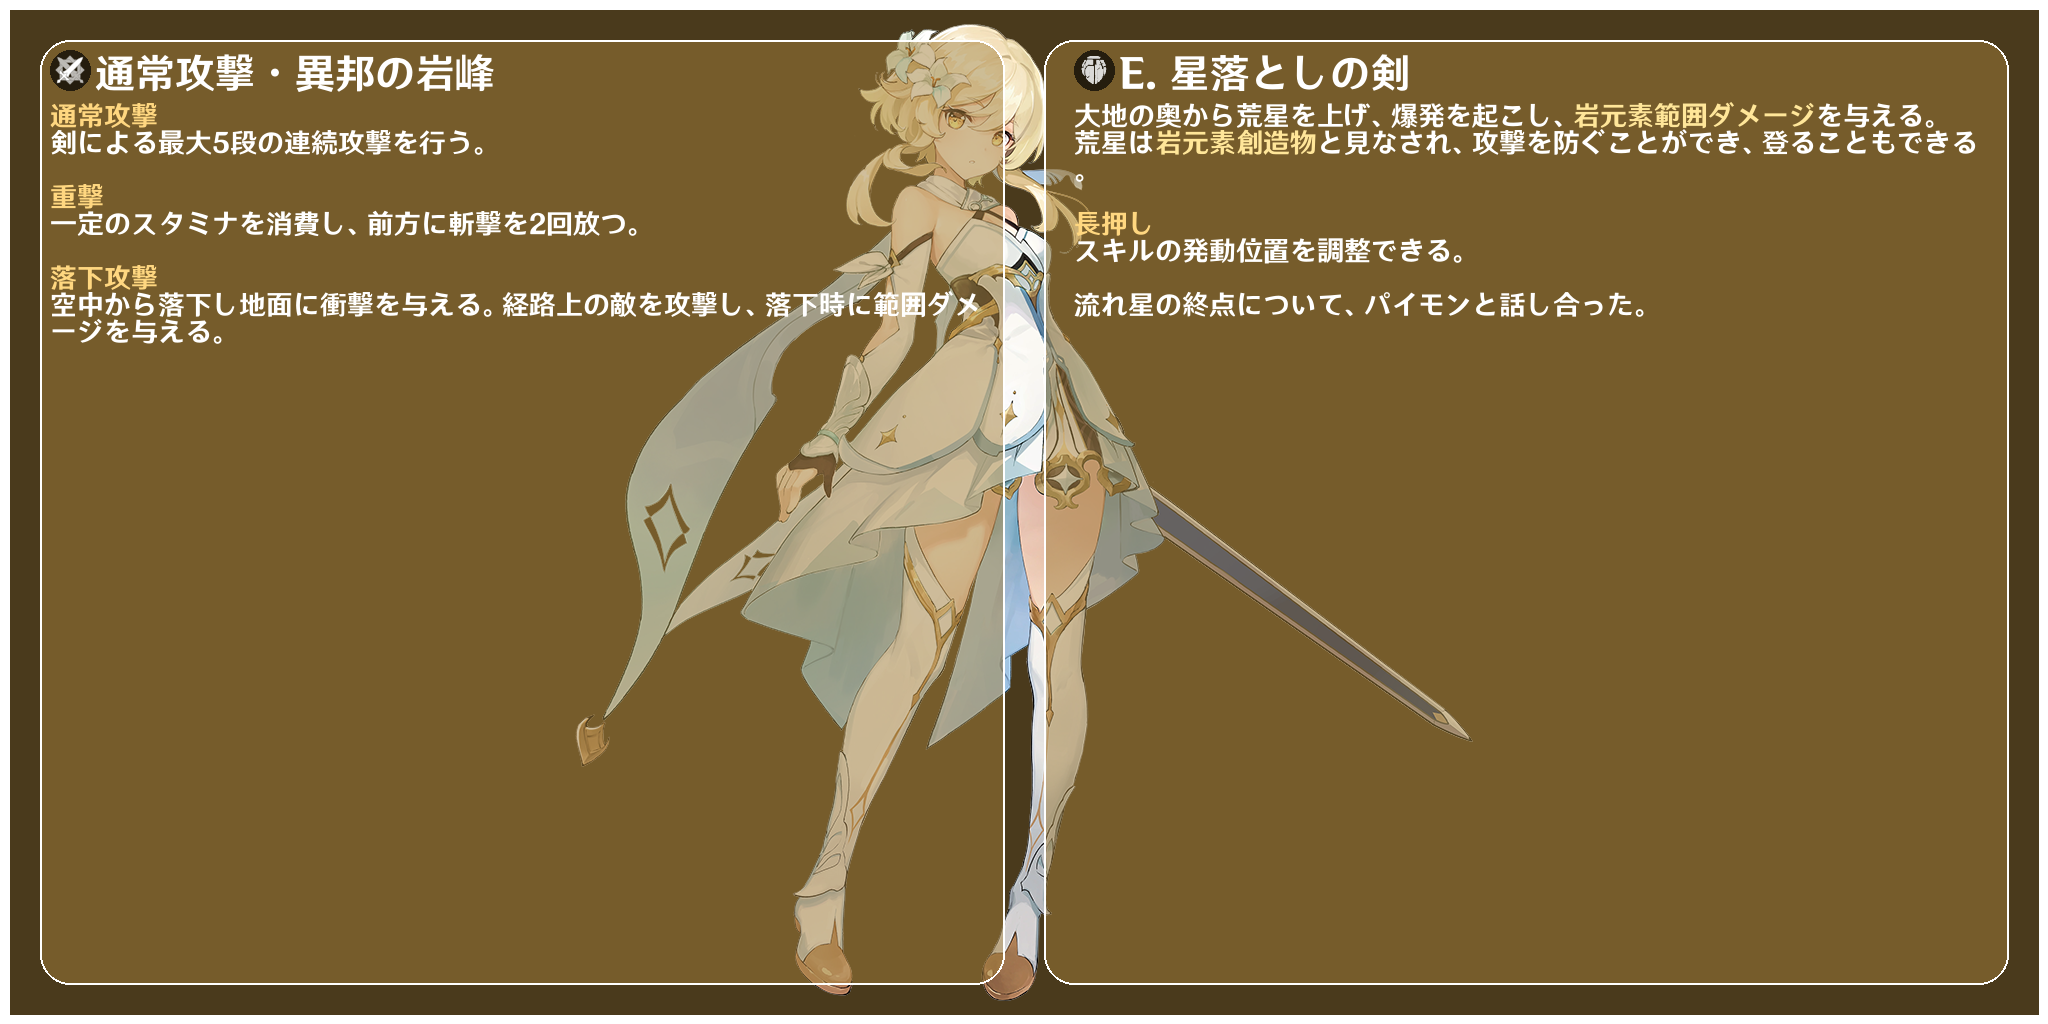 通常攻撃・異邦の岩峰
通常攻撃
剣による最大5段の連続攻撃を行う。
重撃
一定のスタミナを消費し、前方に斬撃を2回放つ。
落下攻撃
空中から落下し地面に衝撃を与える。経路上の敵を攻撃し、落下時に範囲ダメ
ージを与える。
E. 星落としの剣
大地の奥から荒星を上げ、爆発を起こし、岩元素範囲ダメージを与える。
荒星は岩元素創造物と見なされ、攻撃を防ぐことができ、登ることもできる
。
長押し
スキルの発動位置を調整できる。
流れ星の終点について、パイモンと話し合った。